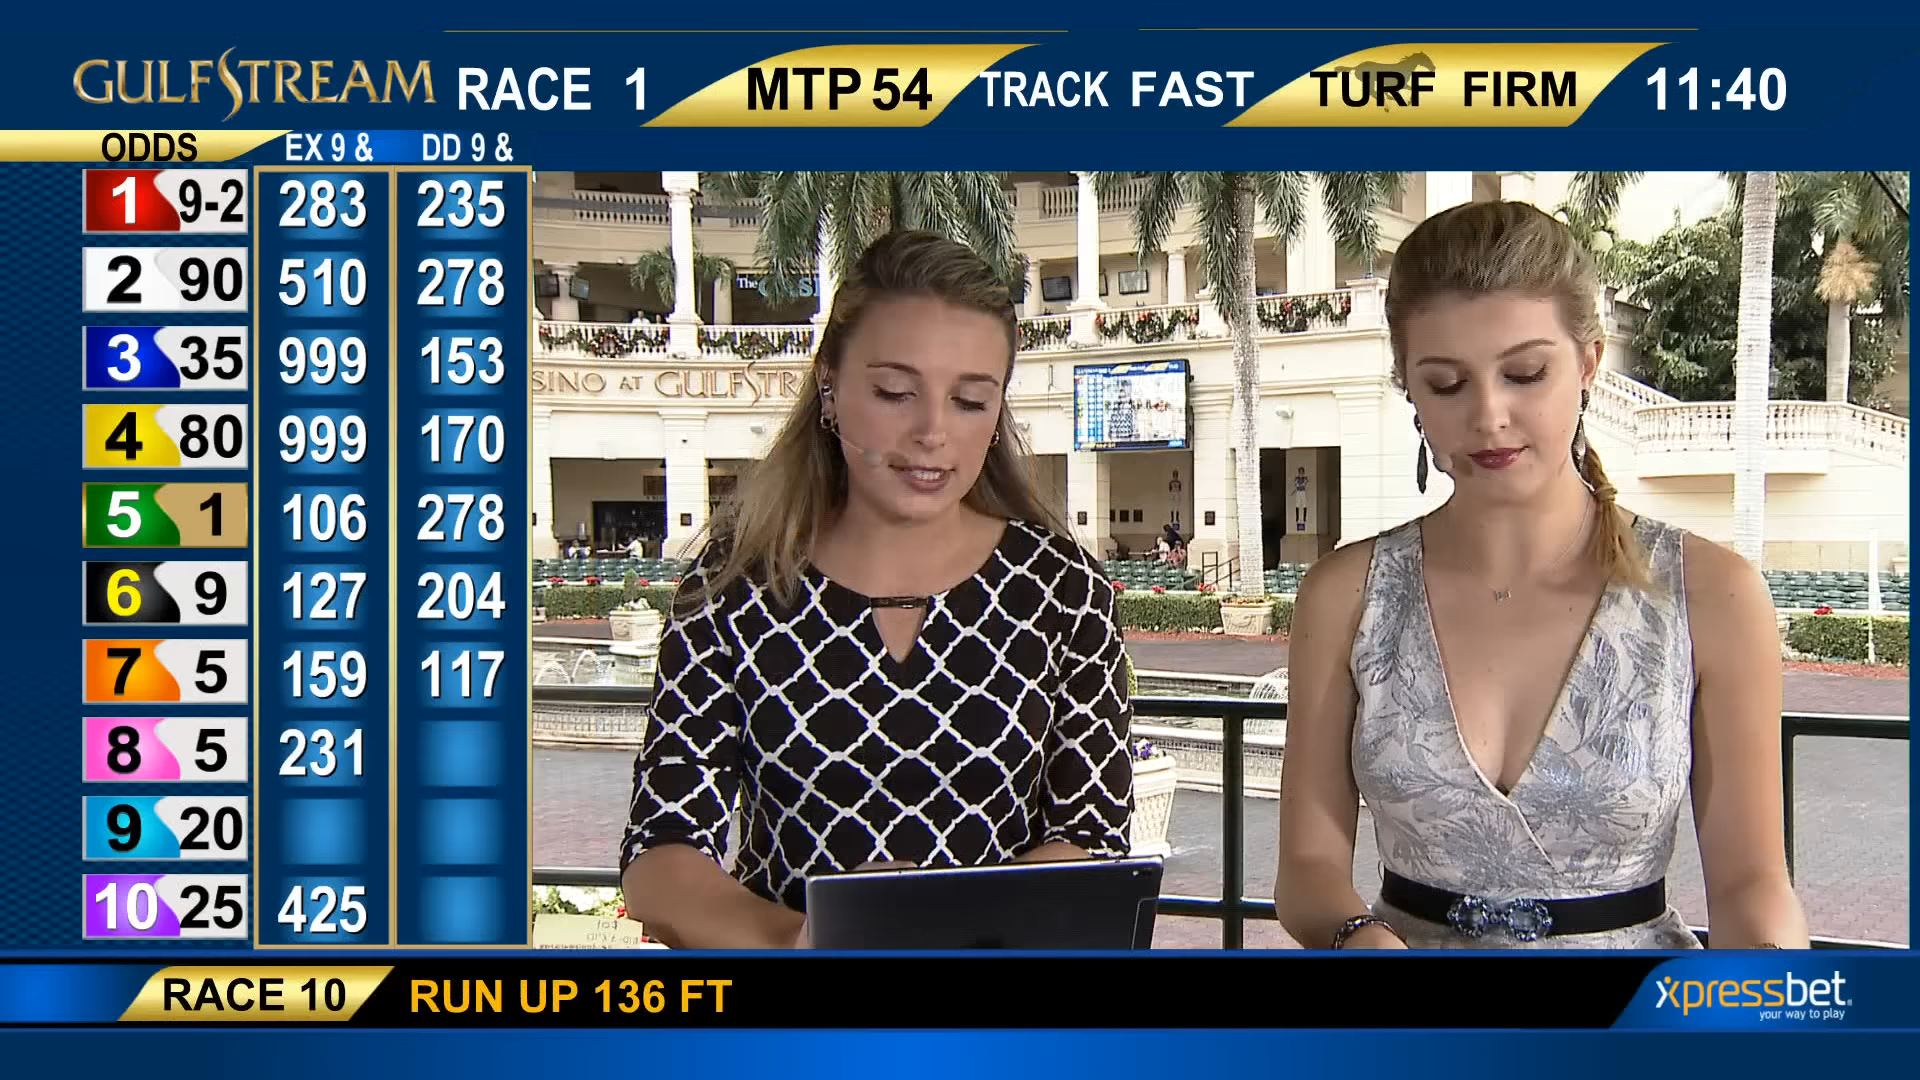 GULFSTREAM RACE 1 MTP 54 TRACK FAST TURF FIRM 11:40
ODDS EX 9 & DD 9 &
1 9-2 283 235
2 90 510 278
3 35 999 153
4 80 999 170
5 1 106 278
6 9 127 204
7 5 159 117
8 5 231
9 20
10 25 425
The
SINO AT GULFSTR
RACE 10 RUN UP 136 FT
xpressbet.
your way to play